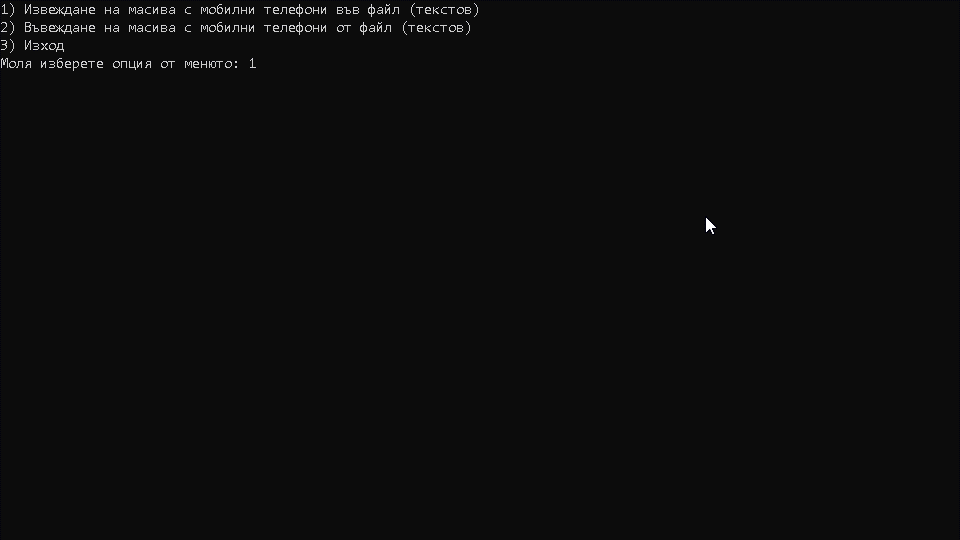 1) Извеждане на масива с мобилни телефони във файл (текстов)
2) Въвеждане на масива с мобилни телефони от файл (текстов)
3) Изход
Моля изберете опция от менюто: 1